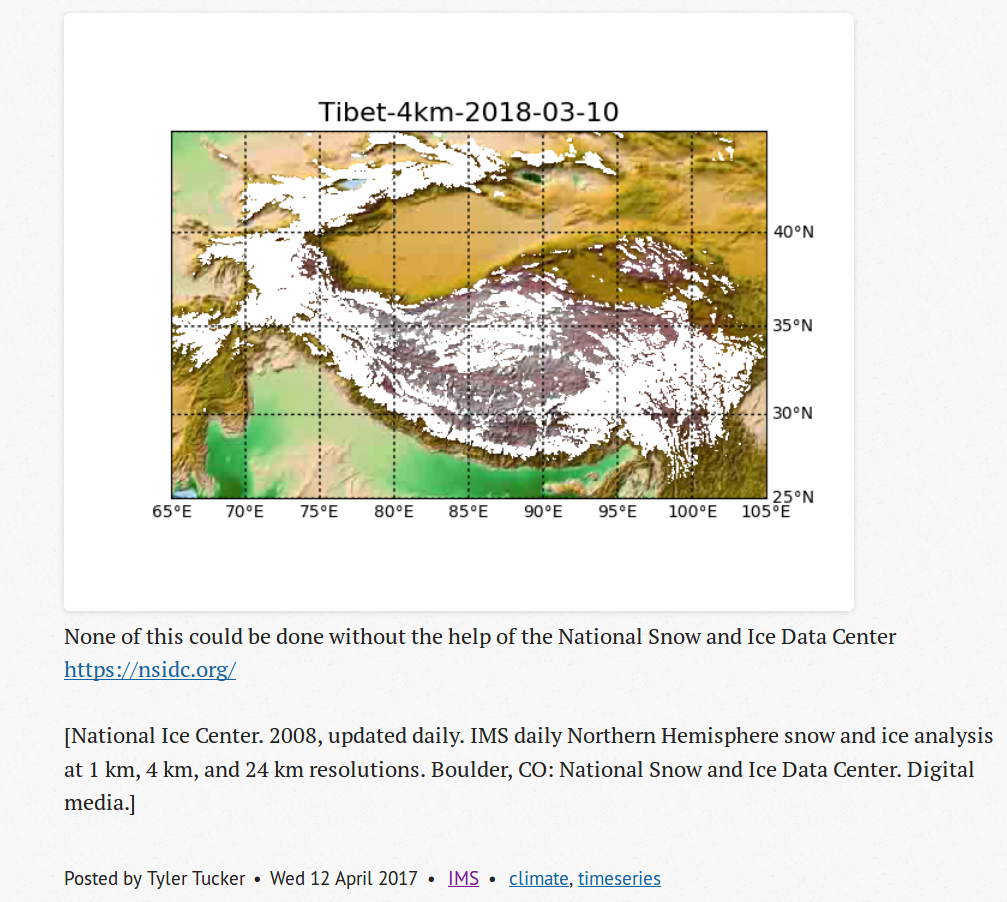 Tibet-4km-2018-03-10
40°N
35°N
30°N
25°N
65°E 70°E 75°E 80°E 85°E 90°E 95°E 100°E 105°E
None of this could be done without the help of the National Snow and Ice Data Center
https://nsidc.org/
[National Ice Center. 2008, updated daily. IMS daily Northern Hemisphere snow and ice analysis
at 1 km, 4 km, and 24 km resolutions. Boulder, CO: National Snow and Ice Data Center. Digital
media.]
Posted by Tyler Tucker • Wed 12 April 2017 • IMS • climate, timeseries